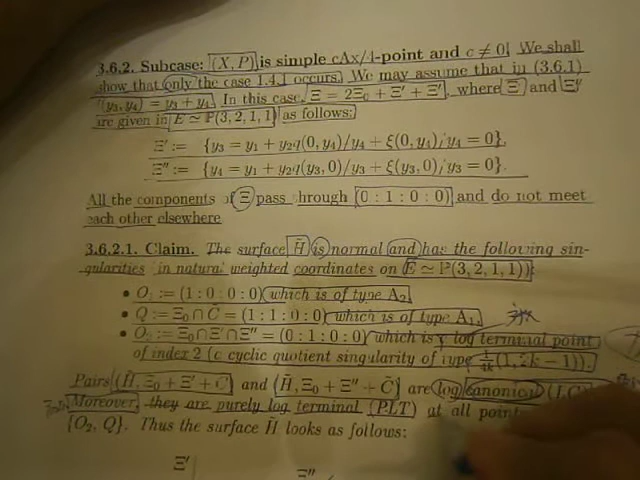 3.6.2. Subcase: (X, P) is simple cAx/4-point and c ≠ 0. We shall
show that only the case 1.4.1 occurs. We may assume that in (3.6.1)
(y₃, y₄) = y₃ + y₄. In this case, Ξ = 2Ξ₀ + Ξ′ + Ξ″, where Ξ′ and Ξ″
are given in E ≃ P(3, 2, 1, 1) as follows:
Ξ′ := {y₃ = y₁ + y₂q(0, y₄)/y₄ + ξ(0, y₄)/y₄ = 0},
Ξ″ := {y₄ = y₁ + y₂q(y₃, 0)/y₃ + ξ(y₃, 0)/y₃ = 0}.
All the components of Ξ pass through (0 : 1 : 0 : 0) and do not meet
each other elsewhere
3.6.2.1. Claim. The surface H̃ is normal and has the following sin-
gularities in natural weighted coordinates on E ≃ P(3, 2, 1, 1):
• O := (1 : 0 : 0 : 0) which is of type A₂,
• Q := Ξ₀ ∩ C̃ = (1 : 1 : 0 : 0) which is of type A₁,
• O₂ := Ξ₀ ∩ Ξ′ ∩ Ξ″ = (0 : 1 : 0 : 0) which is log terminal point
of index 2 (a cyclic quotient singularity of type (1, 2k − 1)).
Pairs (H̃, Ξ₀ + Ξ′ + C̃) and (H̃, Ξ₀ + Ξ″ + C̃) are log canonical (LC)
Moreover, they are purely log terminal (PLT) at all point
{O₂, Q}. Thus the surface H̃ looks as follows:
Ξ′
Ξ″